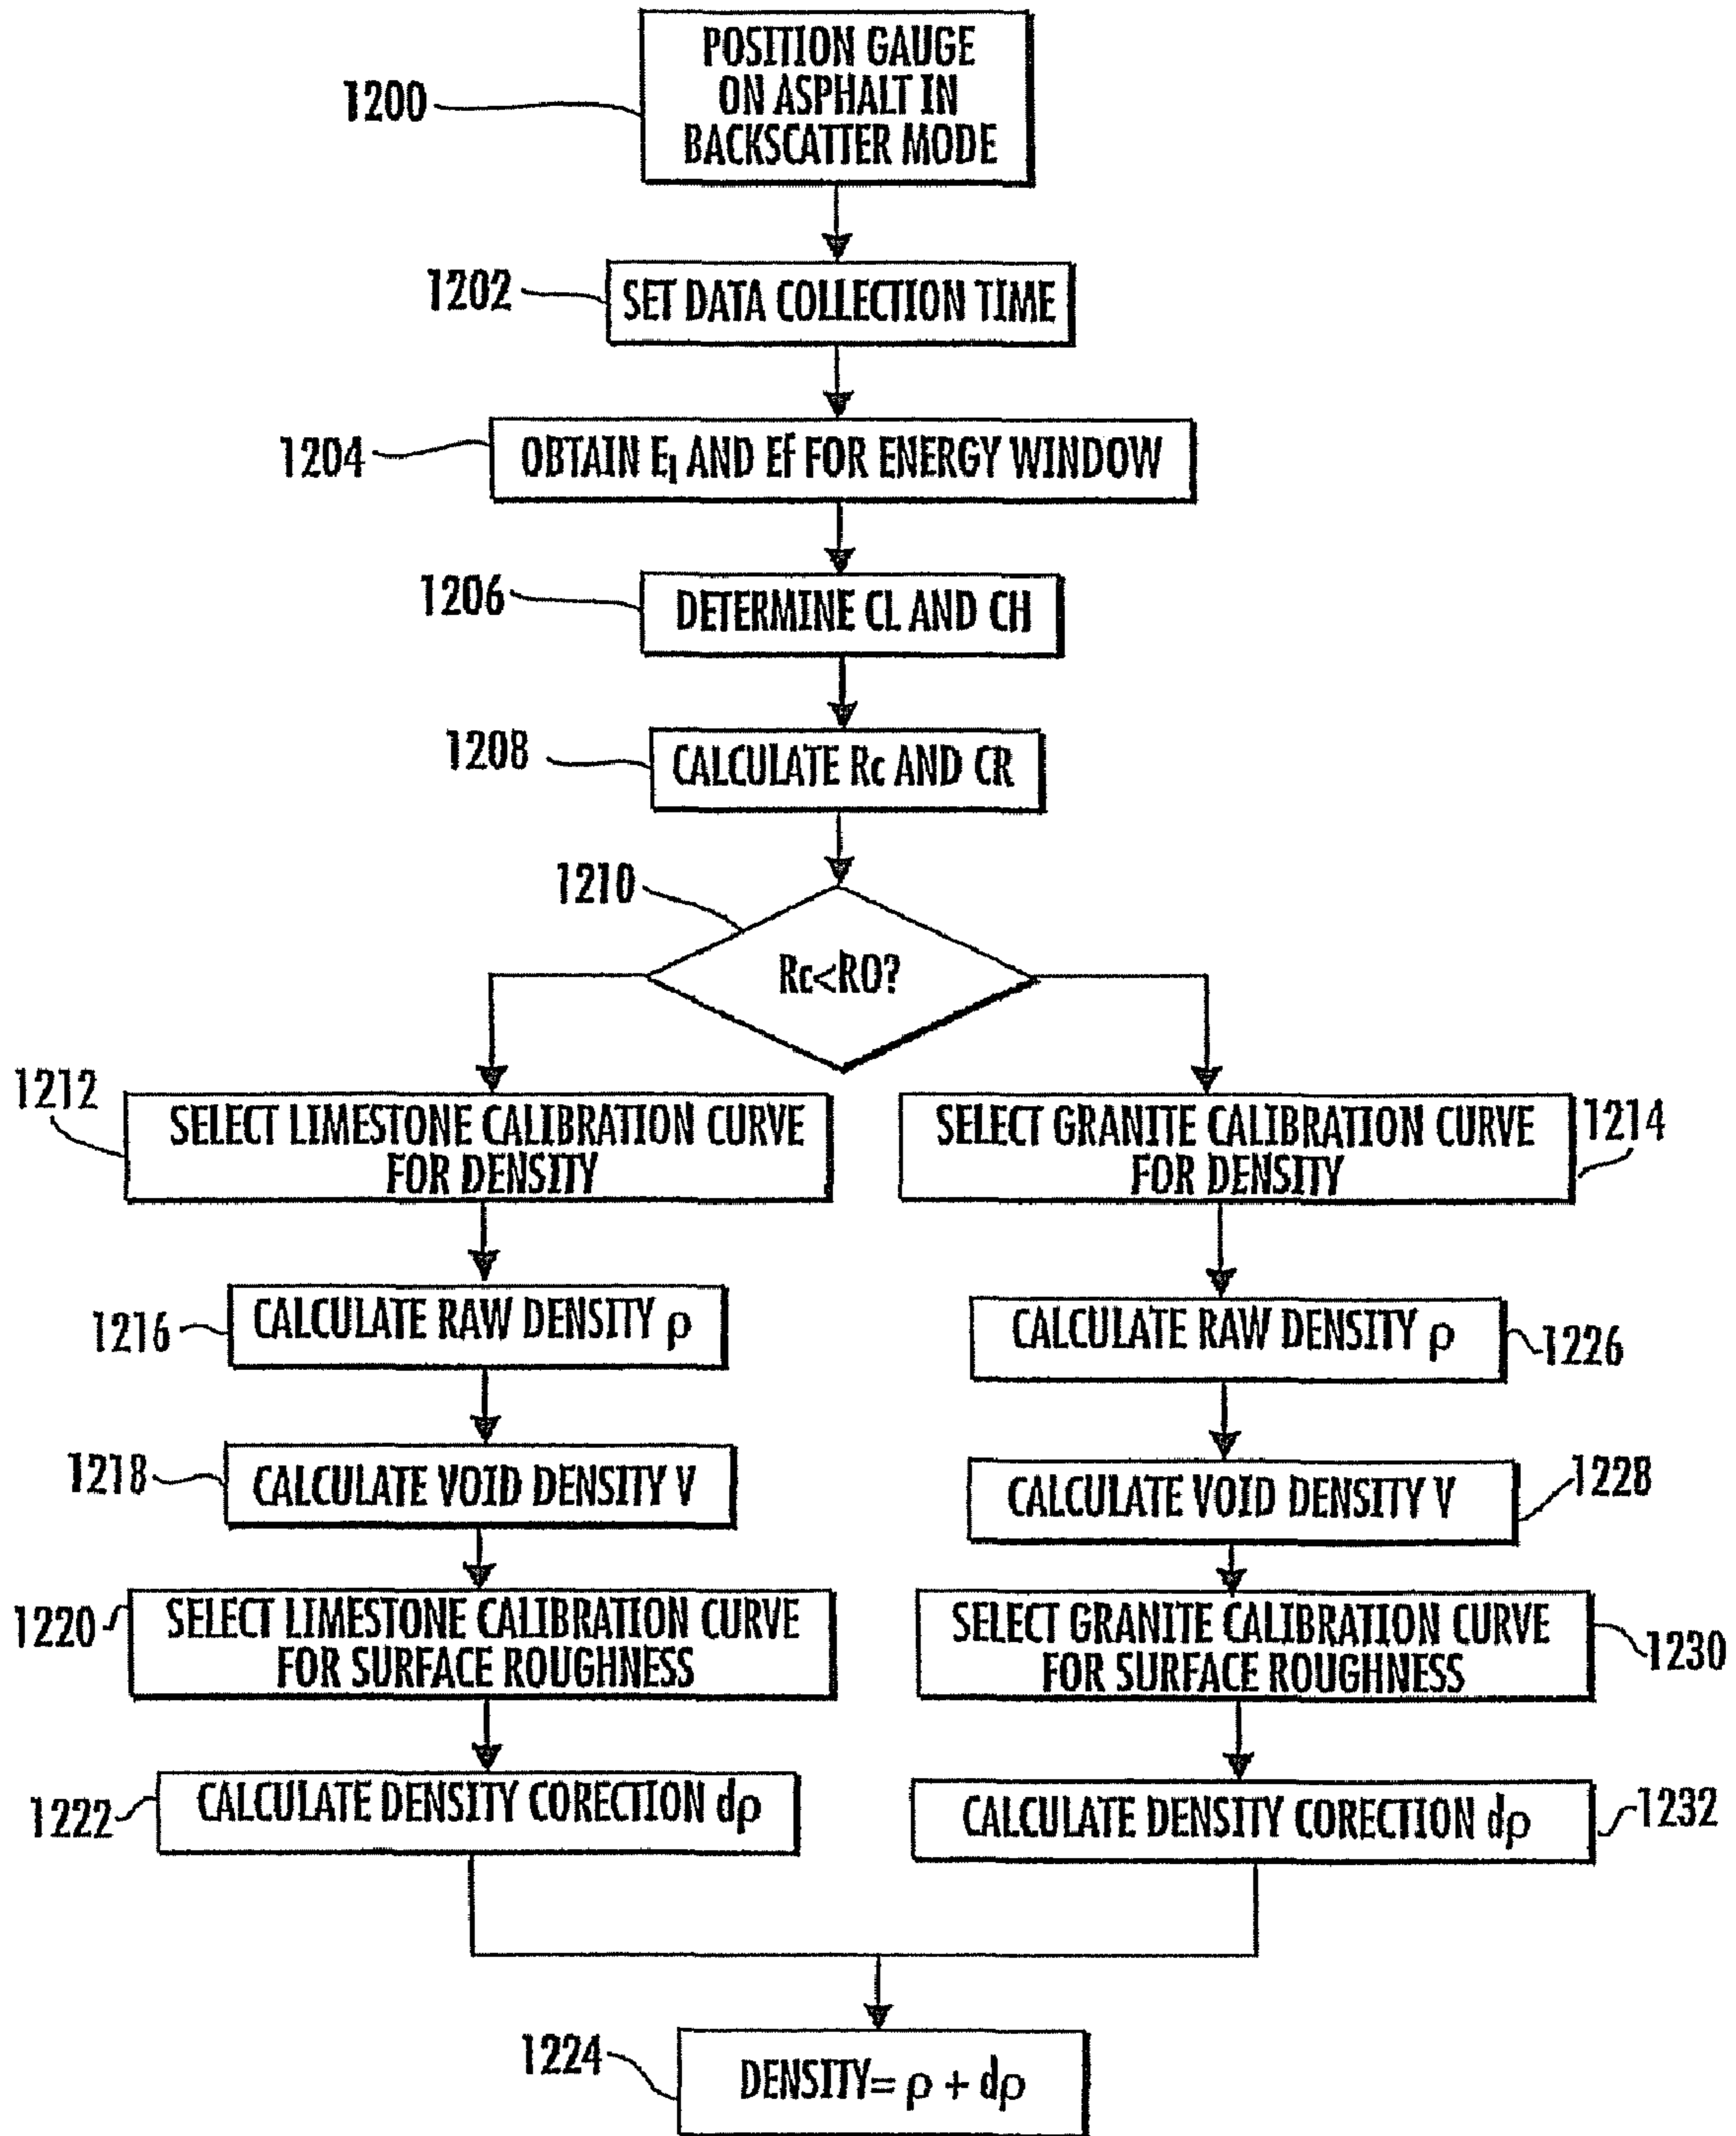 POSITION GAUGE
ON ASPHALT IN
BACKSCATTER MODE
1200
SET DATA COLLECTION TIME
1202
OBTAIN El AND Ef FOR ENERGY WINDOW
1204
DETERMINE CL AND CH
1206
CALCULATE Rc AND CR
1208
1210
Rc<R0?
1212
SELECT LIMESTONE CALIBRATION CURVE
FOR DENSITY
SELECT GRANITE CALIBRATION CURVE
FOR DENSITY
1214
1216
CALCULATE RAW DENSITY ρ
CALCULATE RAW DENSITY ρ
1226
1218
CALCULATE VOID DENSITY V
CALCULATE VOID DENSITY V
1228
1220
SELECT LIMESTONE CALIBRATION CURVE
FOR SURFACE ROUGHNESS
SELECT GRANITE CALIBRATION CURVE
FOR SURFACE ROUGHNESS
1230
1222
CALCULATE DENSITY CORECTION dρ
CALCULATE DENSITY CORECTION dρ
1232
1224
DENSITY= ρ + dρ